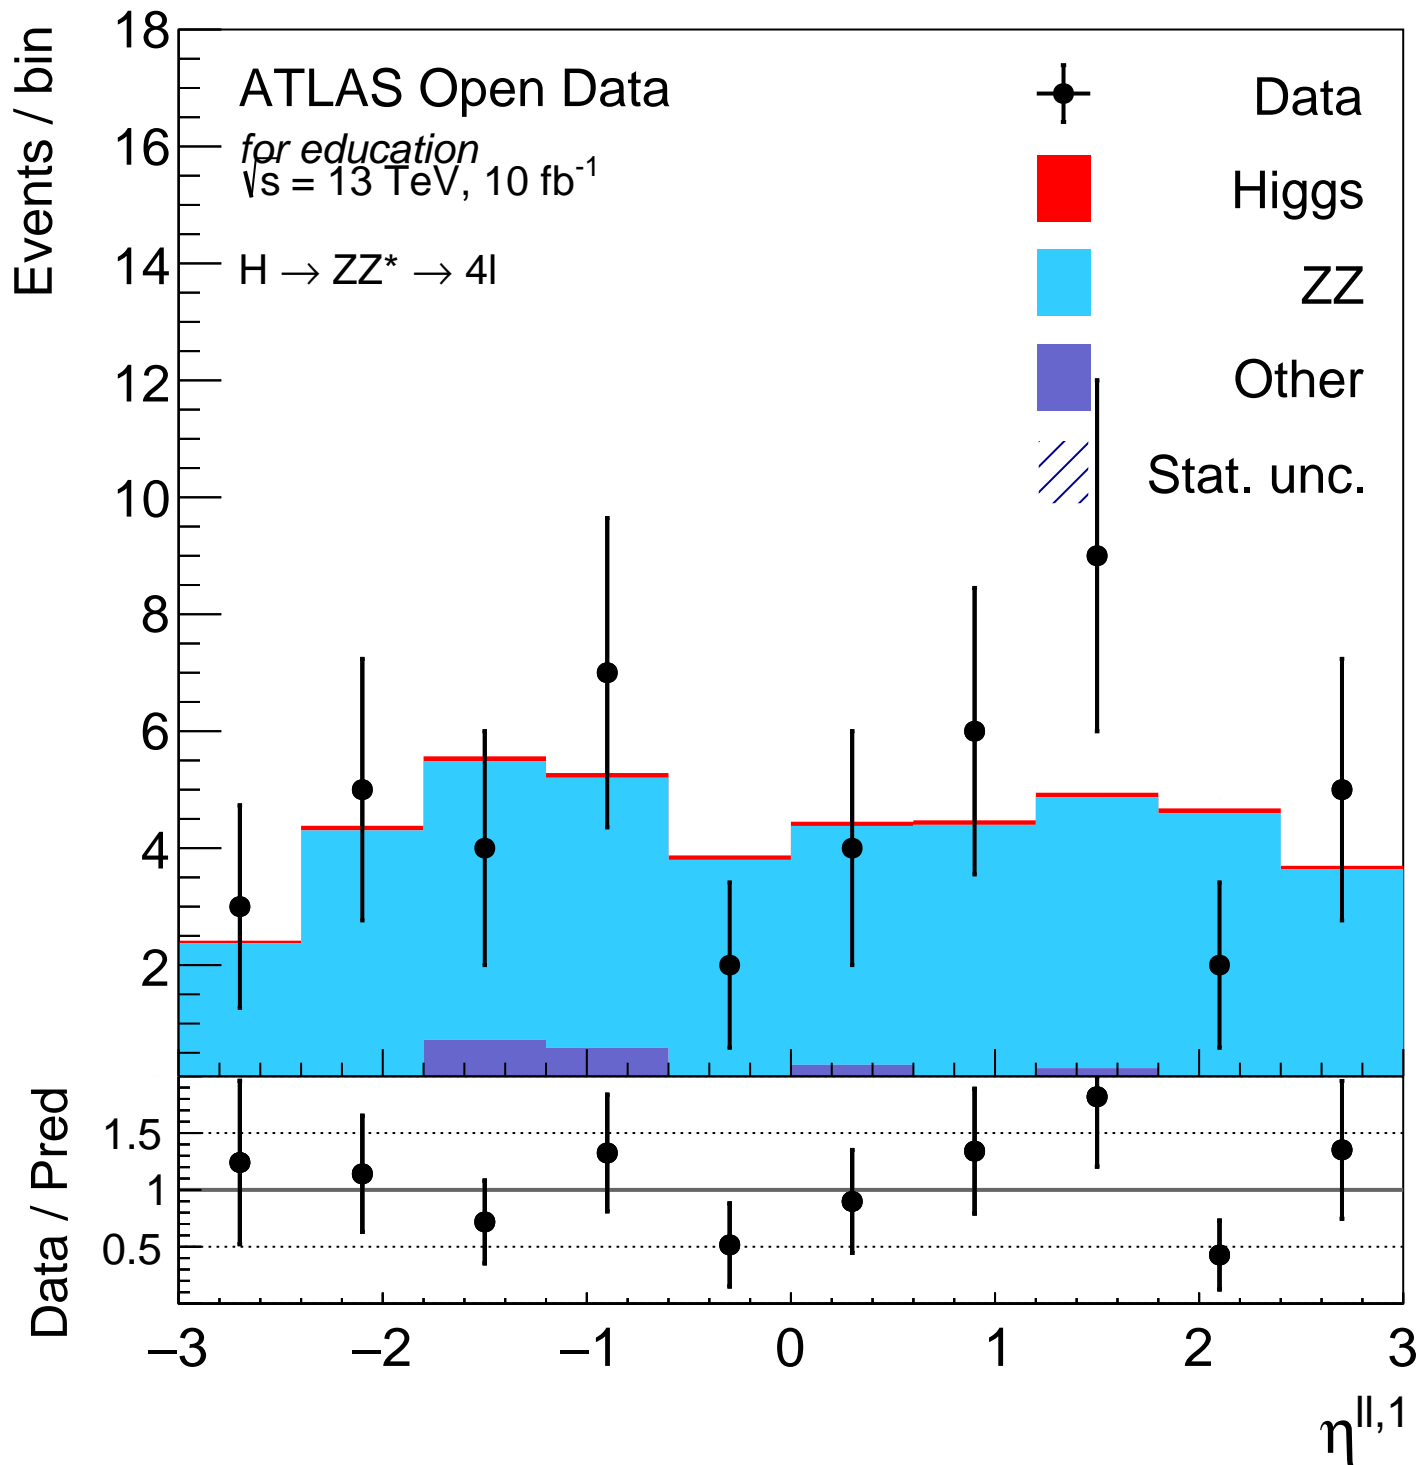 Events / bin
18
16
14
12
10
8
6
4
2
ATLAS Open Data
for education
√s = 13 TeV, 10 fb⁻¹
H → ZZ* → 4l
Data
Higgs
ZZ
Other
Stat. unc.
Data / Pred
1.5
1
0.5
−3 −2 −1 0 1 2 3
η^ll,1